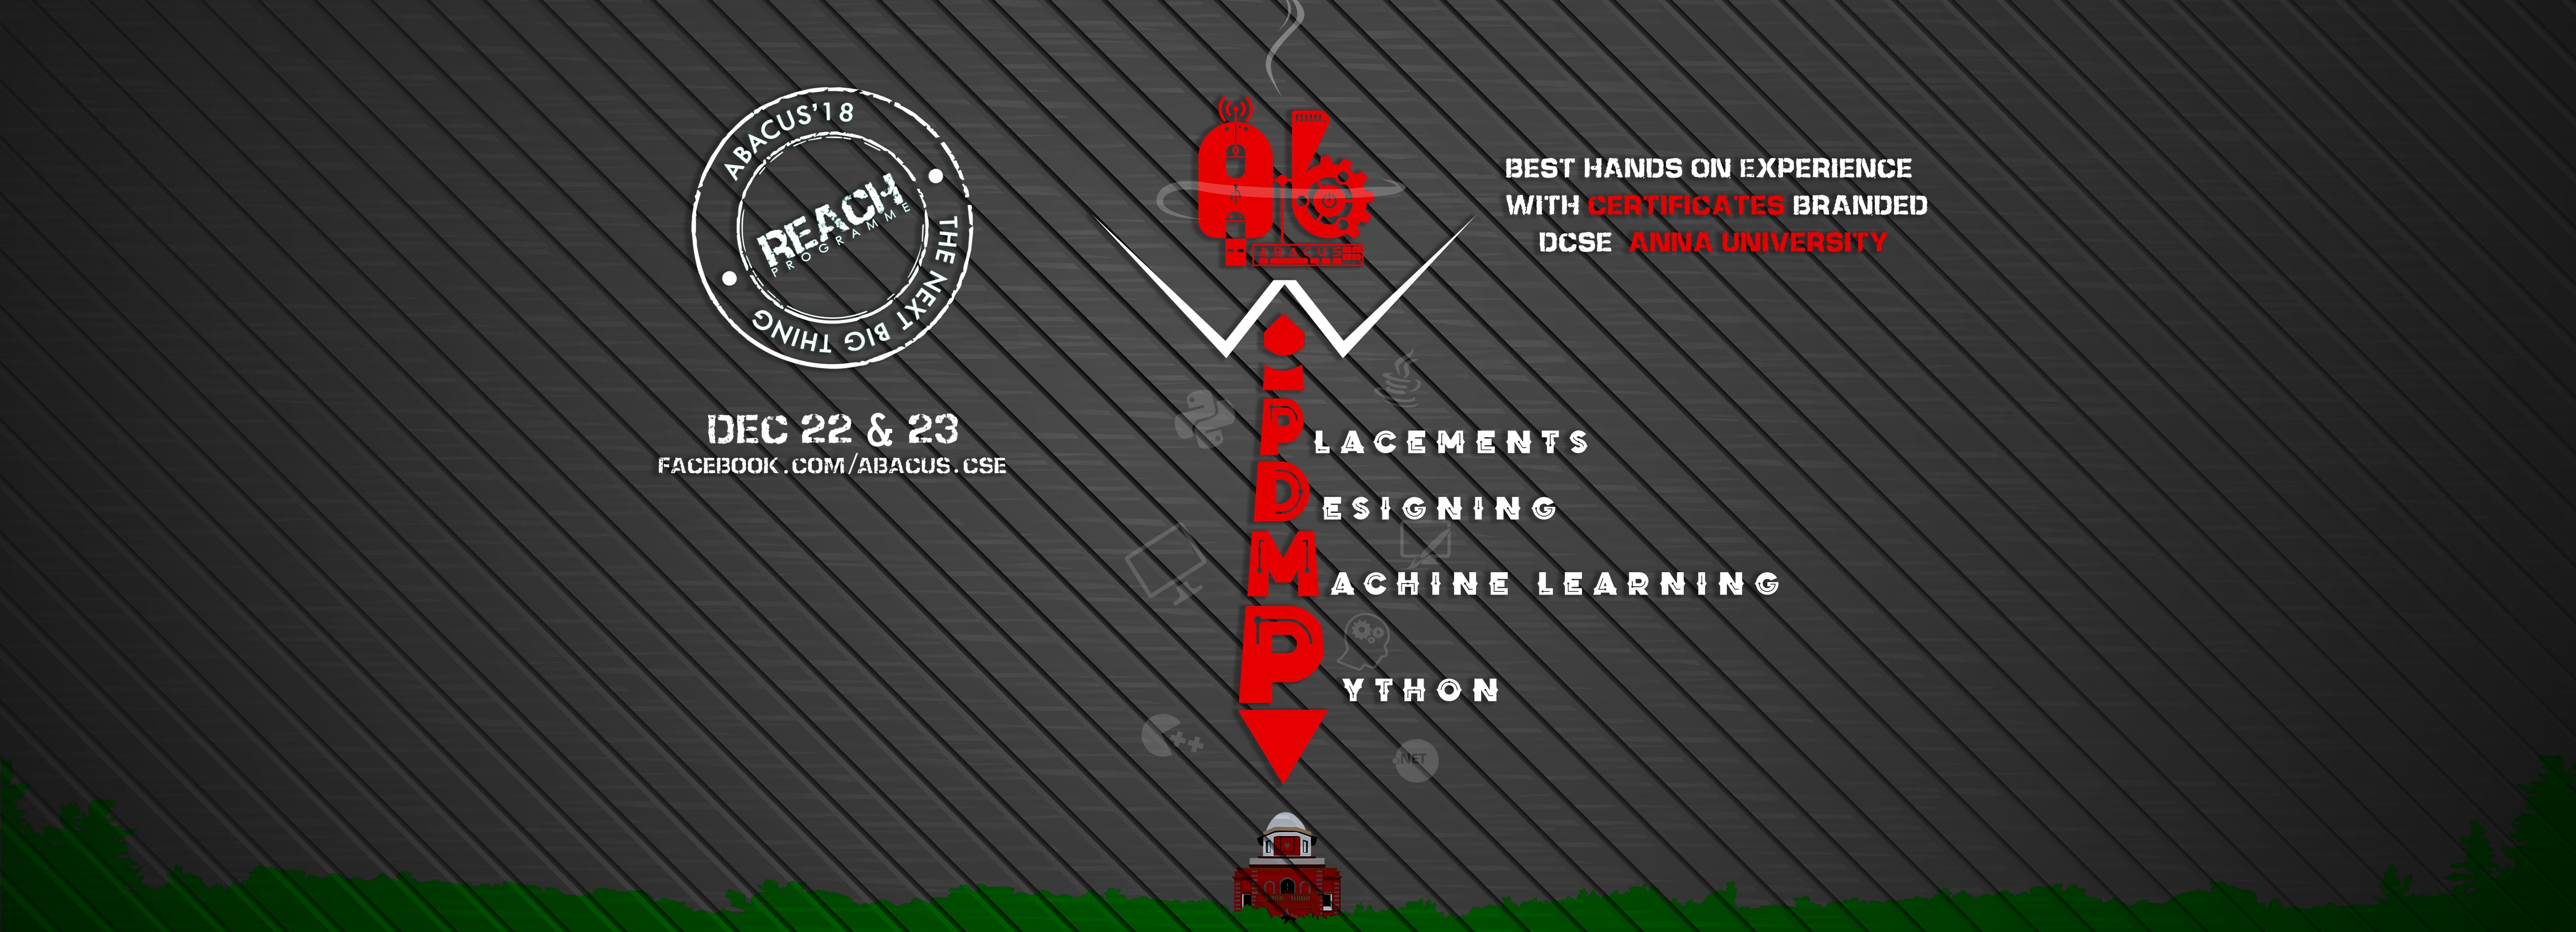 ABACUS'18
REACH
PROGRAMME
THE NEXT BIG THING
DEC 22 & 23
FACEBOOK.COM/ABACUS.CSE
Ab
ABACUS
BEST HANDS ON EXPERIENCE
WITH CERTIFICATES BRANDED
DCSE ANNA UNIVERSITY
PLACEMENTS
DESIGNING
MACHINE LEARNING
PYTHON
C++
.NET